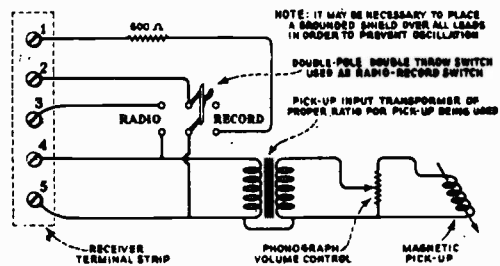 1
600 Ω
NOTE: IT MAY BE NECESSARY TO PLACE
A GROUNDED SHIELD OVER ALL LEADS
IN ORDER TO PREVENT OSCILLATION
2
DOUBLE-POLE DOUBLE THROW SWITCH
USED AS RADIO-RECORD SWITCH
3
RADIO
RECORD
PICK-UP INPUT TRANSFORMER OF
PROPER RATIO FOR PICK-UP BEING USED
4
5
RECEIVER
TERMINAL STRIP
PHONOGRAPH
VOLUME CONTROL
MAGNETIC
PICK-UP